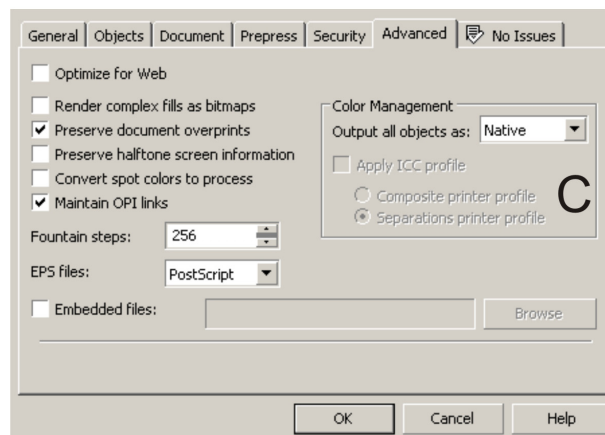 General Objects Document Prepress Security Advanced No Issues
Optimize for Web
Render complex fills as bitmaps
Preserve document overprints
Preserve halftone screen information
Convert spot colors to process
Maintain OPI links
Fountain steps: 256
EPS files: PostScript
Embedded files: Browse
Color Management
Output all objects as: Native
Apply ICC profile
Composite printer profile
Separations printer profile
C
OK Cancel Help